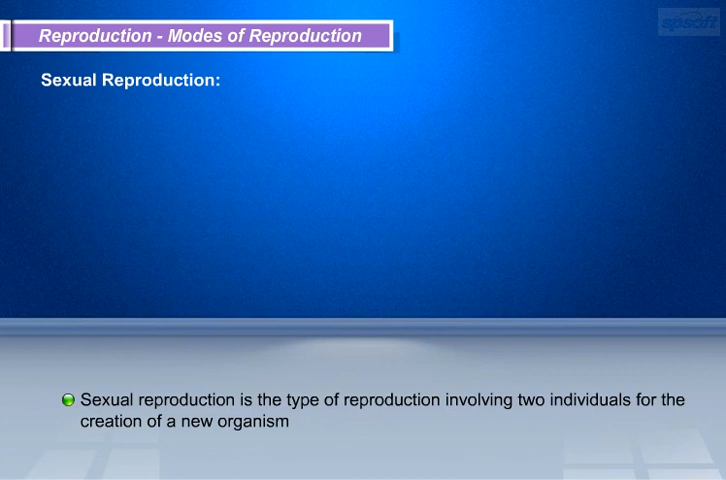 spsoft
Reproduction - Modes of Reproduction
Sexual Reproduction:
Sexual reproduction is the type of reproduction involving two individuals for the
creation of a new organism